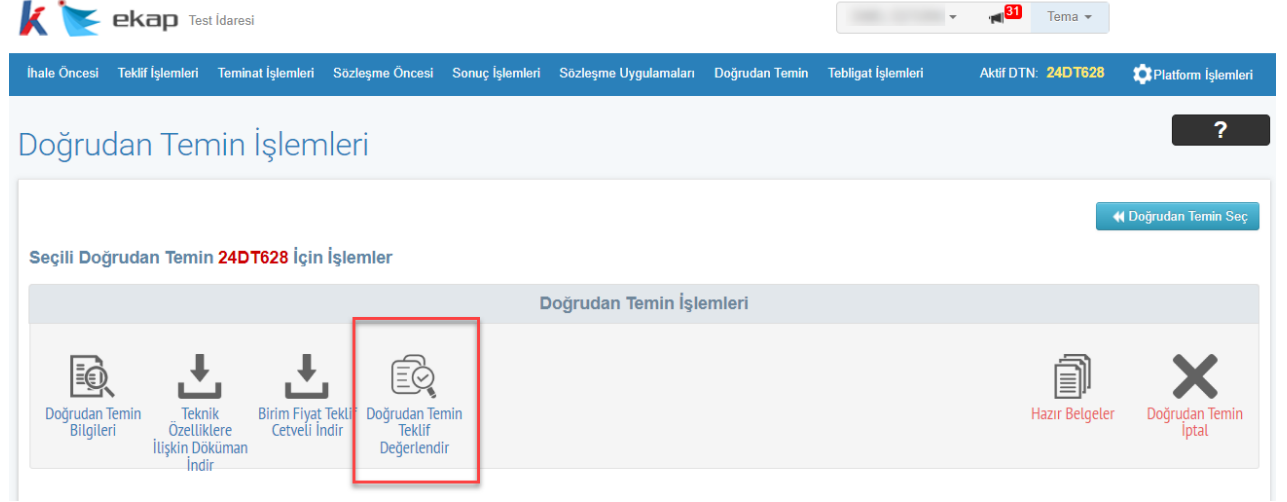 ekap Test İdaresi
31
Tema
İhale Öncesi Teklif İşlemleri Teminat İşlemleri Sözleşme Öncesi Sonuç İşlemleri Sözleşme Uygulamaları Doğrudan Temin Tebligat İşlemleri Aktif DTN: 24DT628 Platform İşlemleri
Doğrudan Temin İşlemleri
?
Doğrudan Temin Seç
Seçili Doğrudan Temin 24DT628 İçin İşlemler
Doğrudan Temin İşlemleri
Doğrudan Temin
Bilgileri
Teknik
Özelliklere
İlişkin Döküman
İndir
Birim Fiyat Teklif
Cetveli İndir
Doğrudan Temin
Teklif
Değerlendir
Hazır Belgeler
Doğrudan Temin
İptal